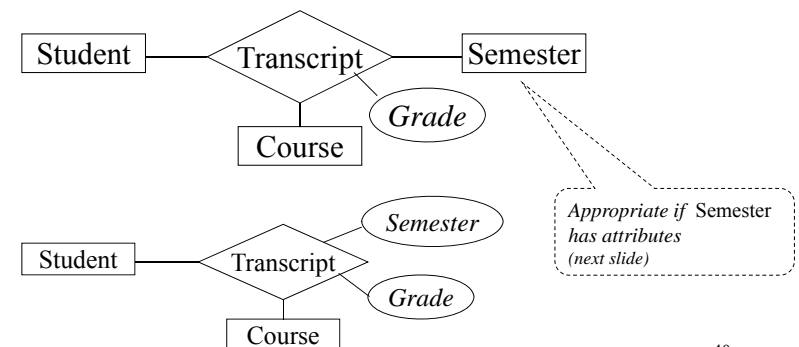 Student
Transcript
Semester
Grade
Course
Appropriate if Semester
has attributes
(next slide)
Semester
Student
Transcript
Grade
Course